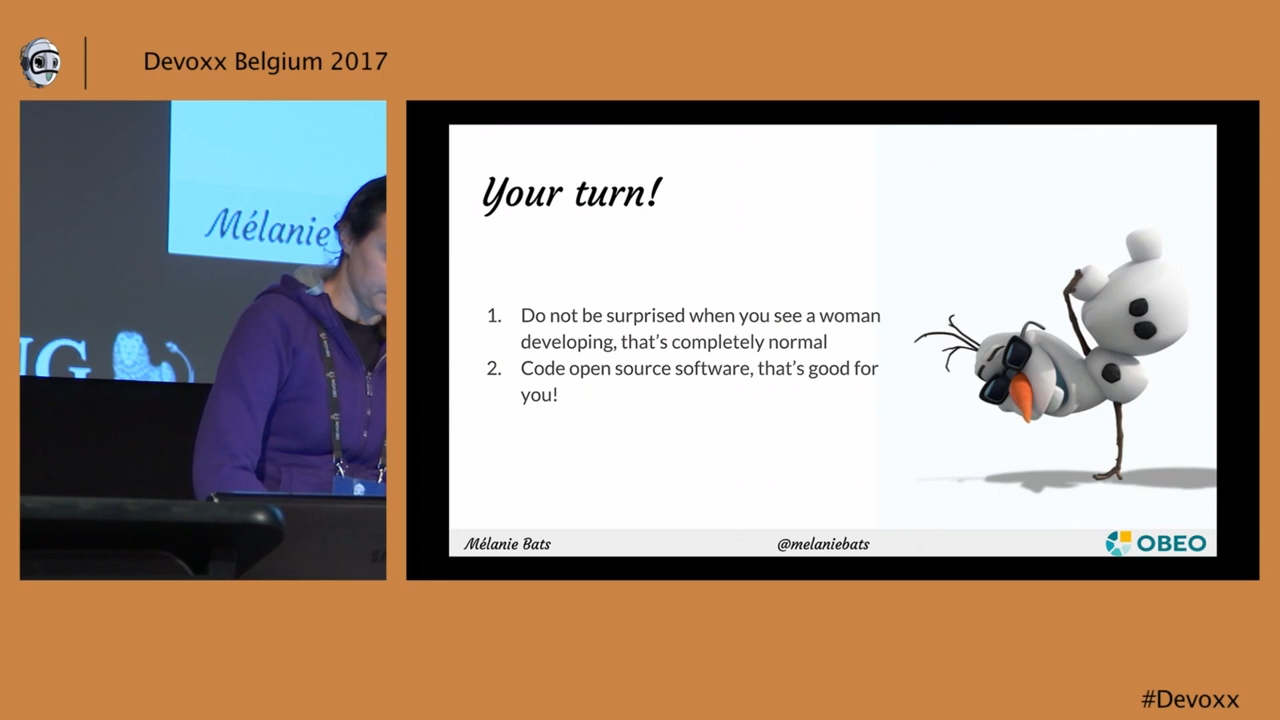 Devoxx Belgium 2017
Mélanie
NG
Your turn!
1. Do not be surprised when you see a woman
developing, that's completely normal
2. Code open source software, that's good for
you!
Mélanie Bats
@melaniebats
OBEO
#Devoxx